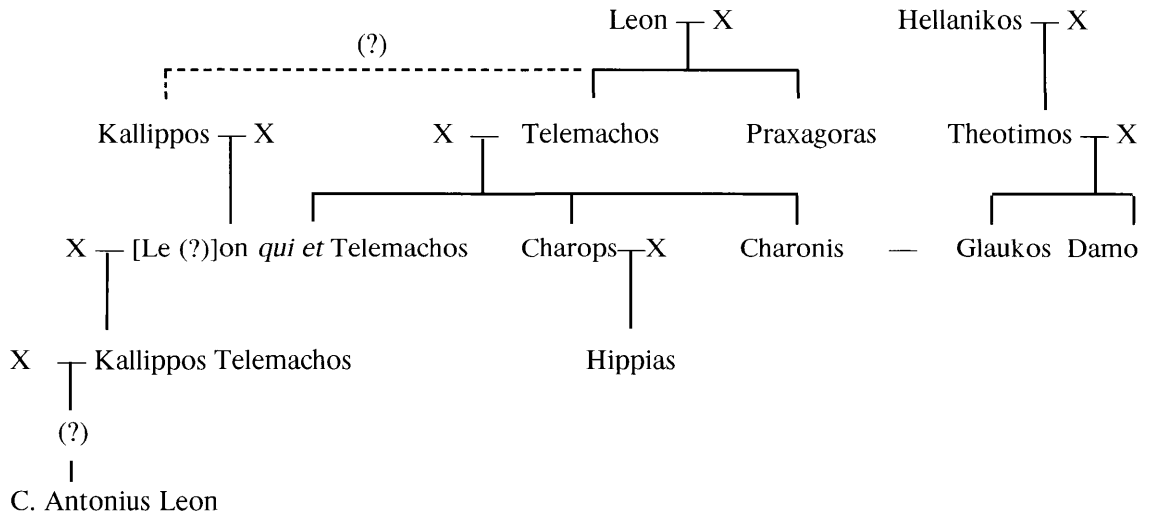 Leon X Hellanikos X
(?)
Kallippos X X Telemachos Praxagoras Theotimos X
X [Le (?)]on qui et Telemachos Charops X Charonis — Glaukos Damo
X Kallippos Telemachos Hippias
(?)
C. Antonius Leon